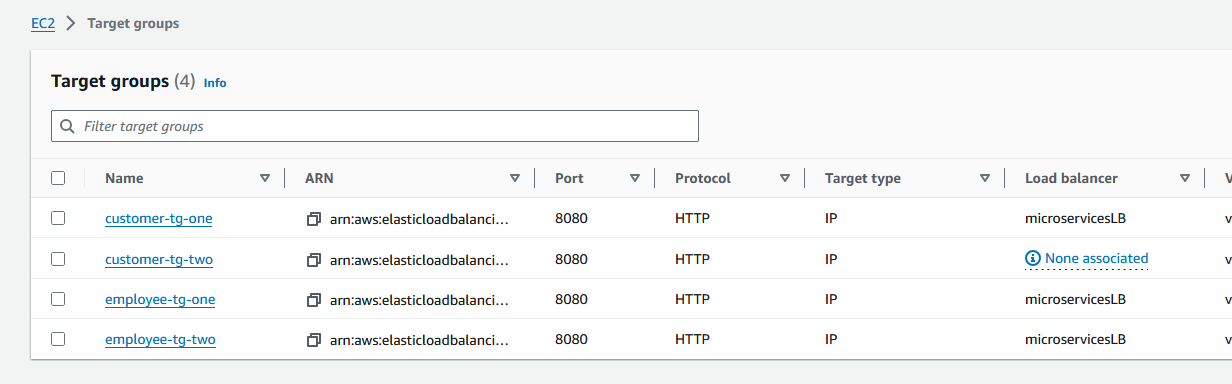 EC2 > Target groups
Target groups (4) Info
Filter target groups
Name ARN Port Protocol Target type Load balancer V
customer-tg-one arn:aws:elasticloadbalanci... 8080 HTTP IP microservicesLB v
customer-tg-two arn:aws:elasticloadbalanci... 8080 HTTP IP None associated v
employee-tg-one arn:aws:elasticloadbalanci... 8080 HTTP IP microservicesLB v
employee-tg-two arn:aws:elasticloadbalanci... 8080 HTTP IP microservicesLB v